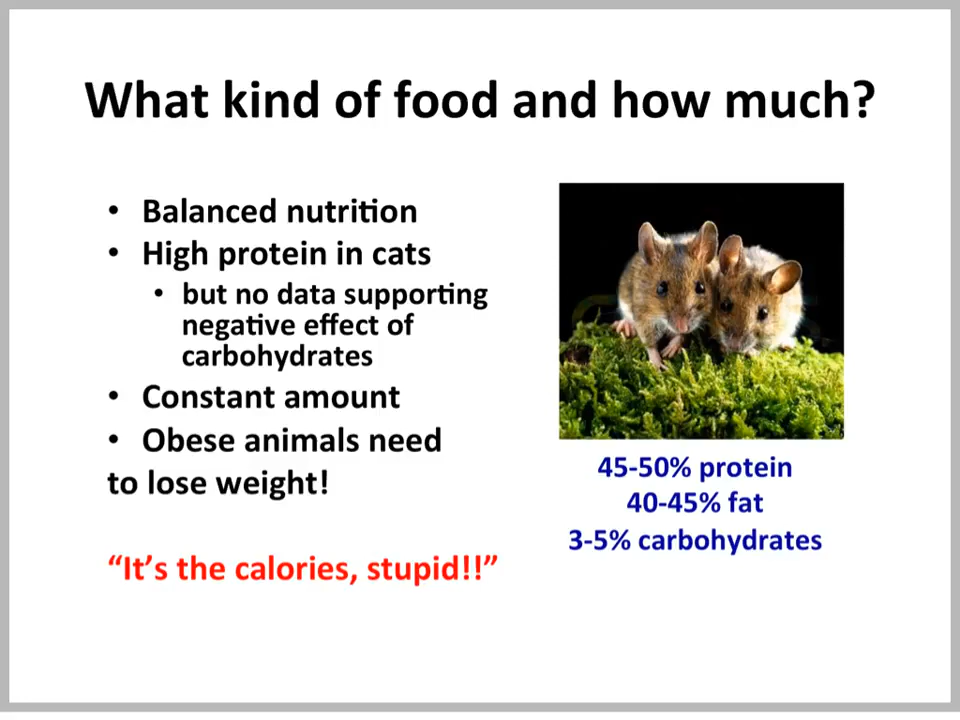 What kind of food and how much?
• Balanced nutrition
• High protein in cats
• but no data supporting
negative effect of
carbohydrates
• Constant amount
• Obese animals need
to lose weight!
“It’s the calories, stupid!!”
45-50% protein
40-45% fat
3-5% carbohydrates